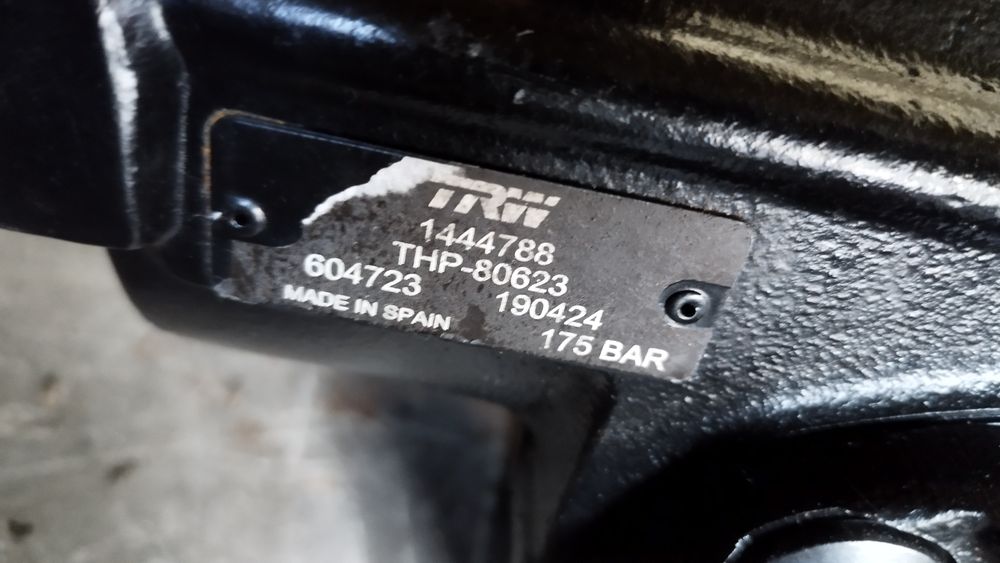 TRW
1444788
THP-80623
604723 190424
MADE IN SPAIN 175 BAR